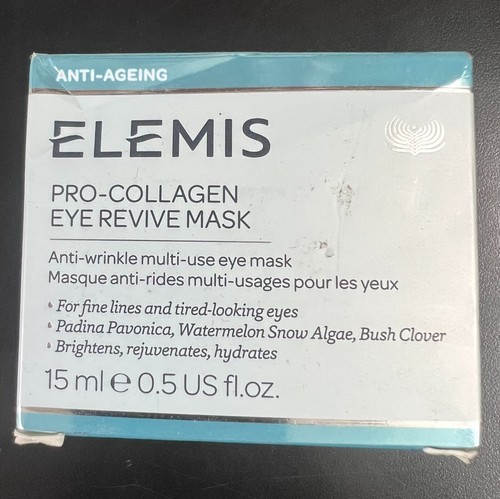 ANTI-AGEING
ELEMIS
PRO-COLLAGEN
EYE REVIVE MASK
Anti-wrinkle multi-use eye mask
Masque anti-rides multi-usages pour les yeux
For fine lines and tired-looking eyes
Padina Pavonica, Watermelon Snow Algae, Bush Clover
Brightens, rejuvenates, hydrates
15 ml ℮ 0.5 US fl.oz.